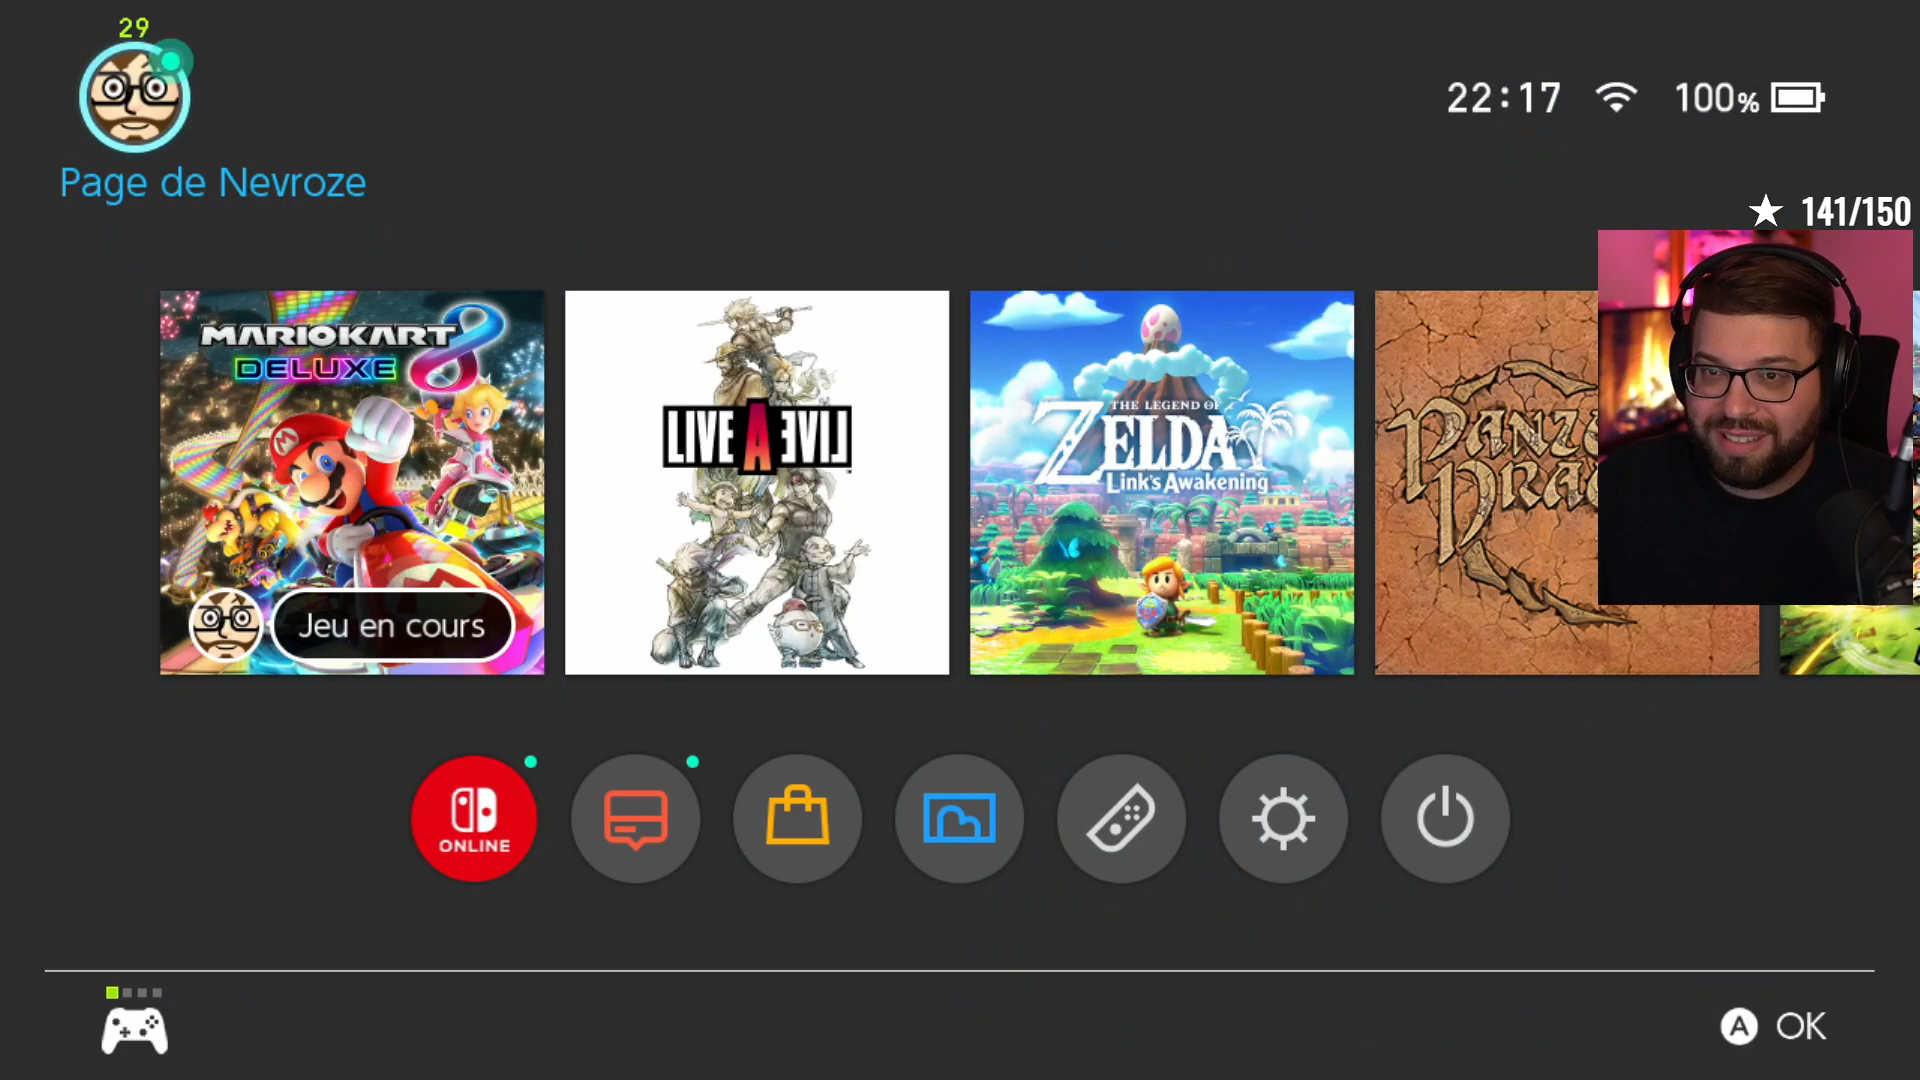 29
22:17
100%
Page de Nevroze
141/150
MARIOKART 8
DELUXE
Jeu en cours
LIVE A EVIL
THE LEGEND OF
ZELDA
Link's Awakening
ONLINE
A OK